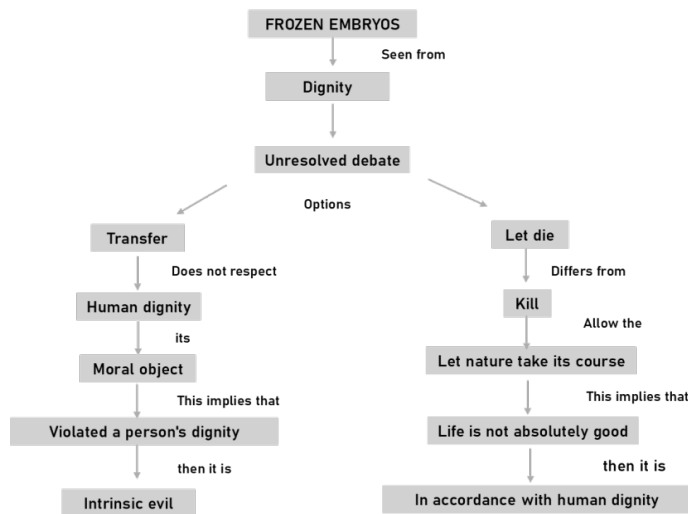 FROZEN EMBRYOS
Seen from
Dignity
Unresolved debate
Options
Transfer
Does not respect
Human dignity
its
Moral object
This implies that
Violated a person's dignity
then it is
Intrinsic evil
Let die
Differs from
Kill
Allow the
Let nature take its course
This implies that
Life is not absolutely good
then it is
In accordance with human dignity